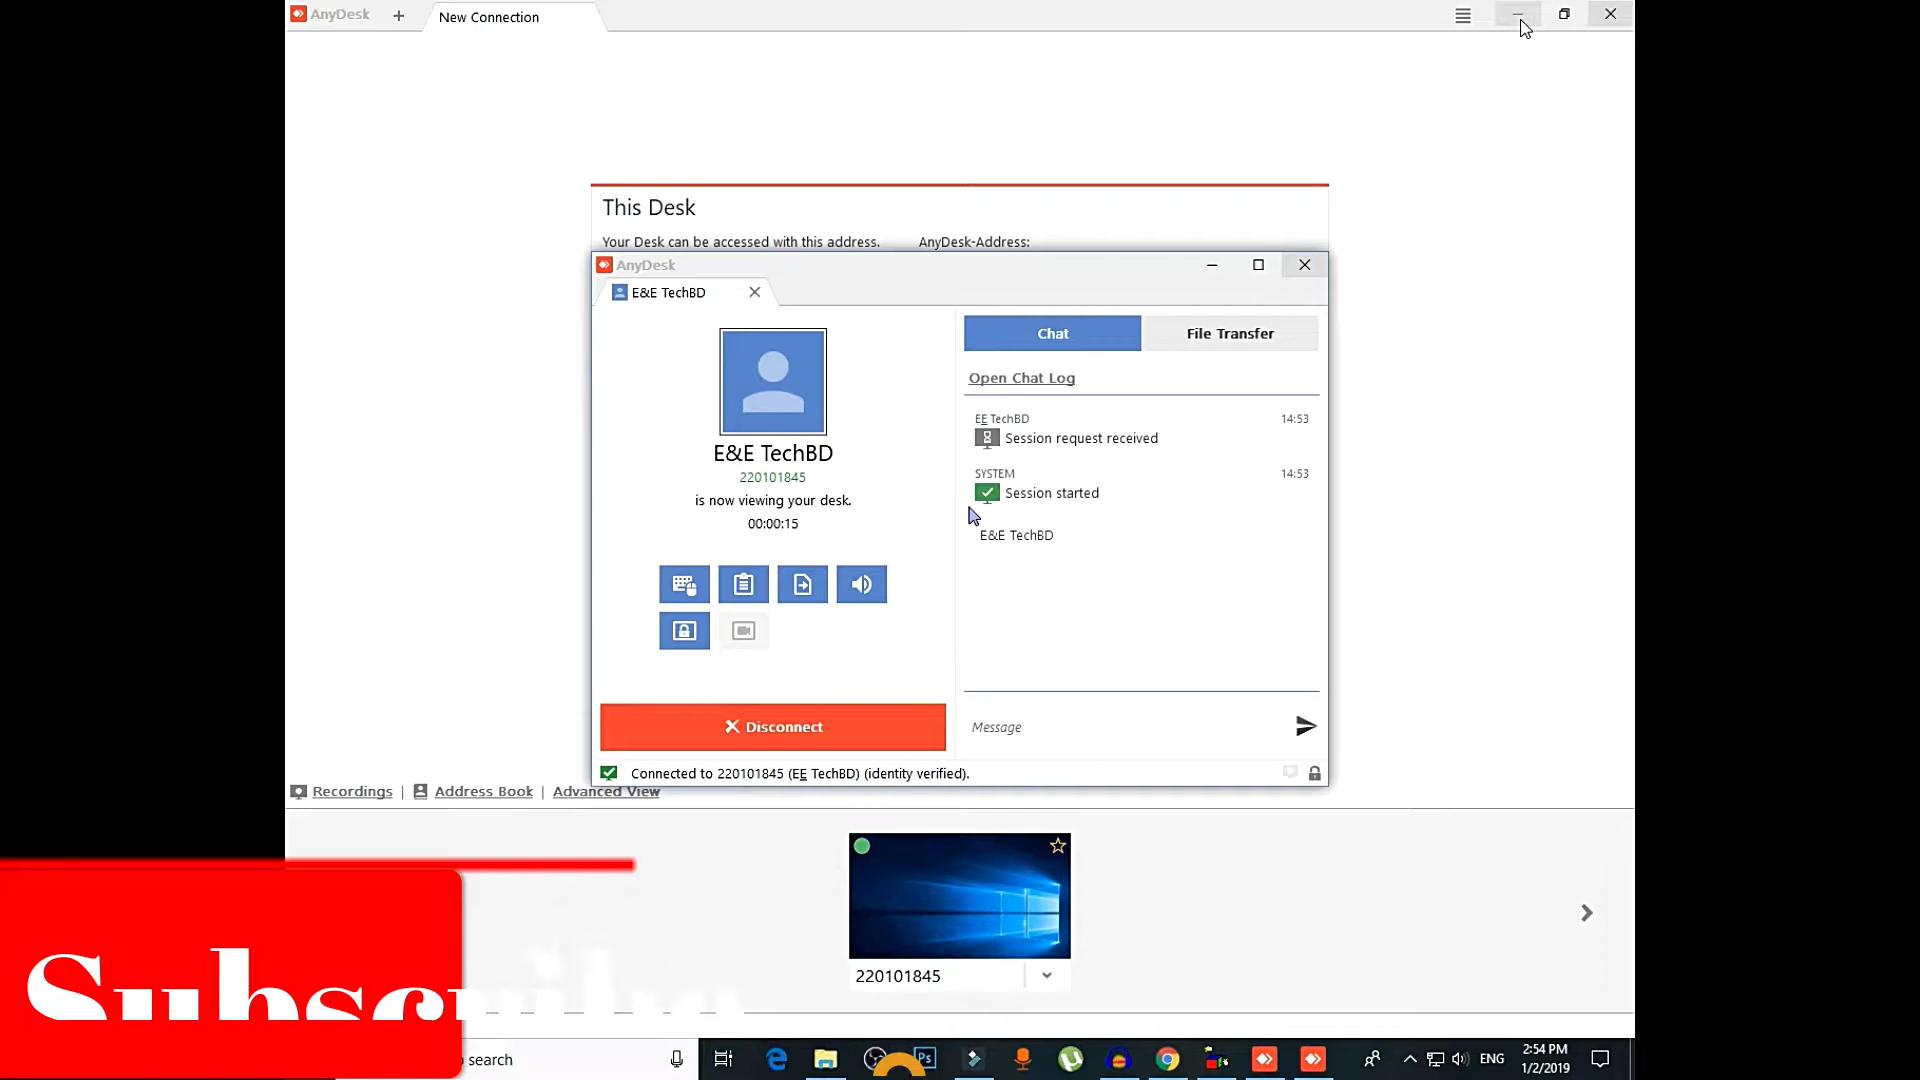 AnyDesk
+
New Connection
This Desk
Your Desk can be accessed with this address.
AnyDesk-Address:
AnyDesk
E&E TechBD
Chat
File Transfer
Open Chat Log
EE TechBD 14:53
Session request received
SYSTEM 14:53
Session started
E&E TechBD
E&E TechBD
220101845
is now viewing your desk.
00:00:15
Disconnect
Message
Connected to 220101845 (EE TechBD) (identity verified).
Recordings | Address Book | Advanced View
220101845
Subscribe
search
Ps
ENG
2:54 PM
1/2/2019